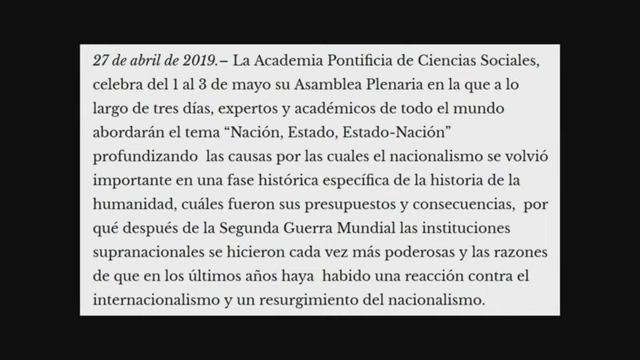 27 de abril de 2019.– La Academia Pontificia de Ciencias Sociales,
celebra del 1 al 3 de mayo su Asamblea Plenaria en la que a lo
largo de tres días, expertos y académicos de todo el mundo
abordarán el tema “Nación, Estado, Estado-Nación”
profundizando las causas por las cuales el nacionalismo se volvió
importante en una fase histórica específica de la historia de la
humanidad, cuáles fueron sus presupuestos y consecuencias, por
qué después de la Segunda Guerra Mundial las instituciones
supranacionales se hicieron cada vez más poderosas y las razones
de que en los últimos años haya habido una reacción contra el
internacionalismo y un resurgimiento del nacionalismo.